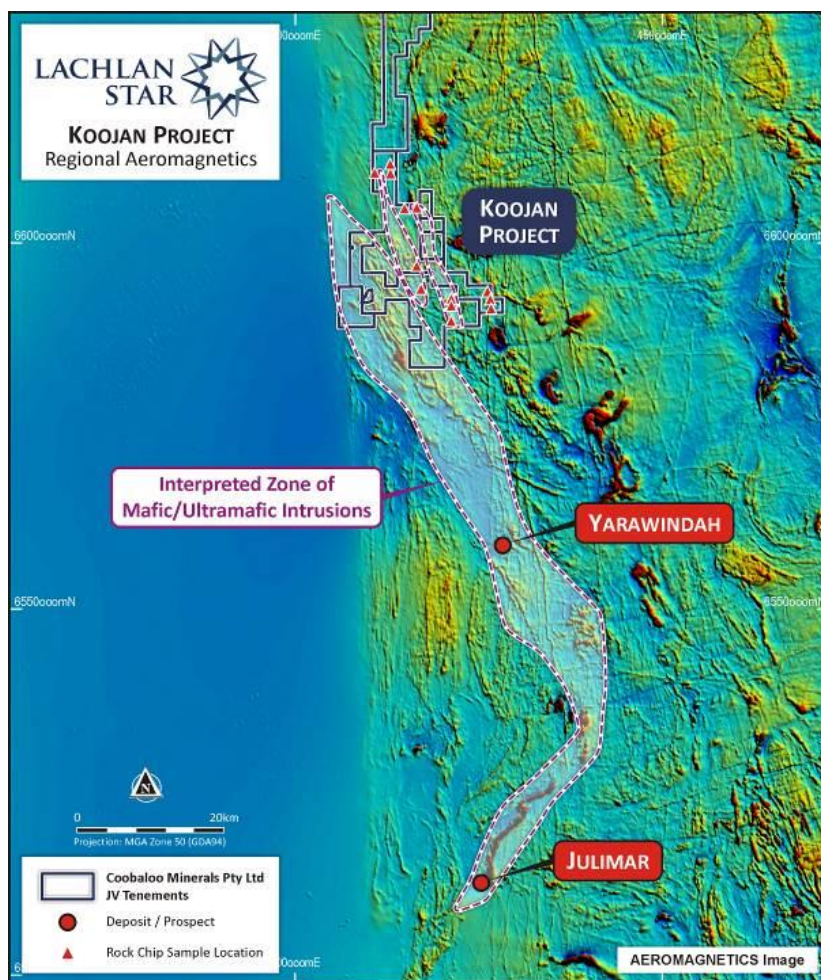 LACHLAN
STAR
KOOJAN PROJECT
Regional Aeromagnetics
450000mE
6600000mN
6600000mN
KOOJAN
PROJECT
Interpreted Zone of
Mafic/Ultramafic Intrusions
YARAWINDAH
6550000mN
6550000mN
JULIMAR
N
0
20km
Projection: MGA Zone 50 (GDA94)
Coobaloo Minerals Pty Ltd
JV Tenements
Deposit / Prospect
Rock Chip Sample Location
AEROMAGNETICS Image